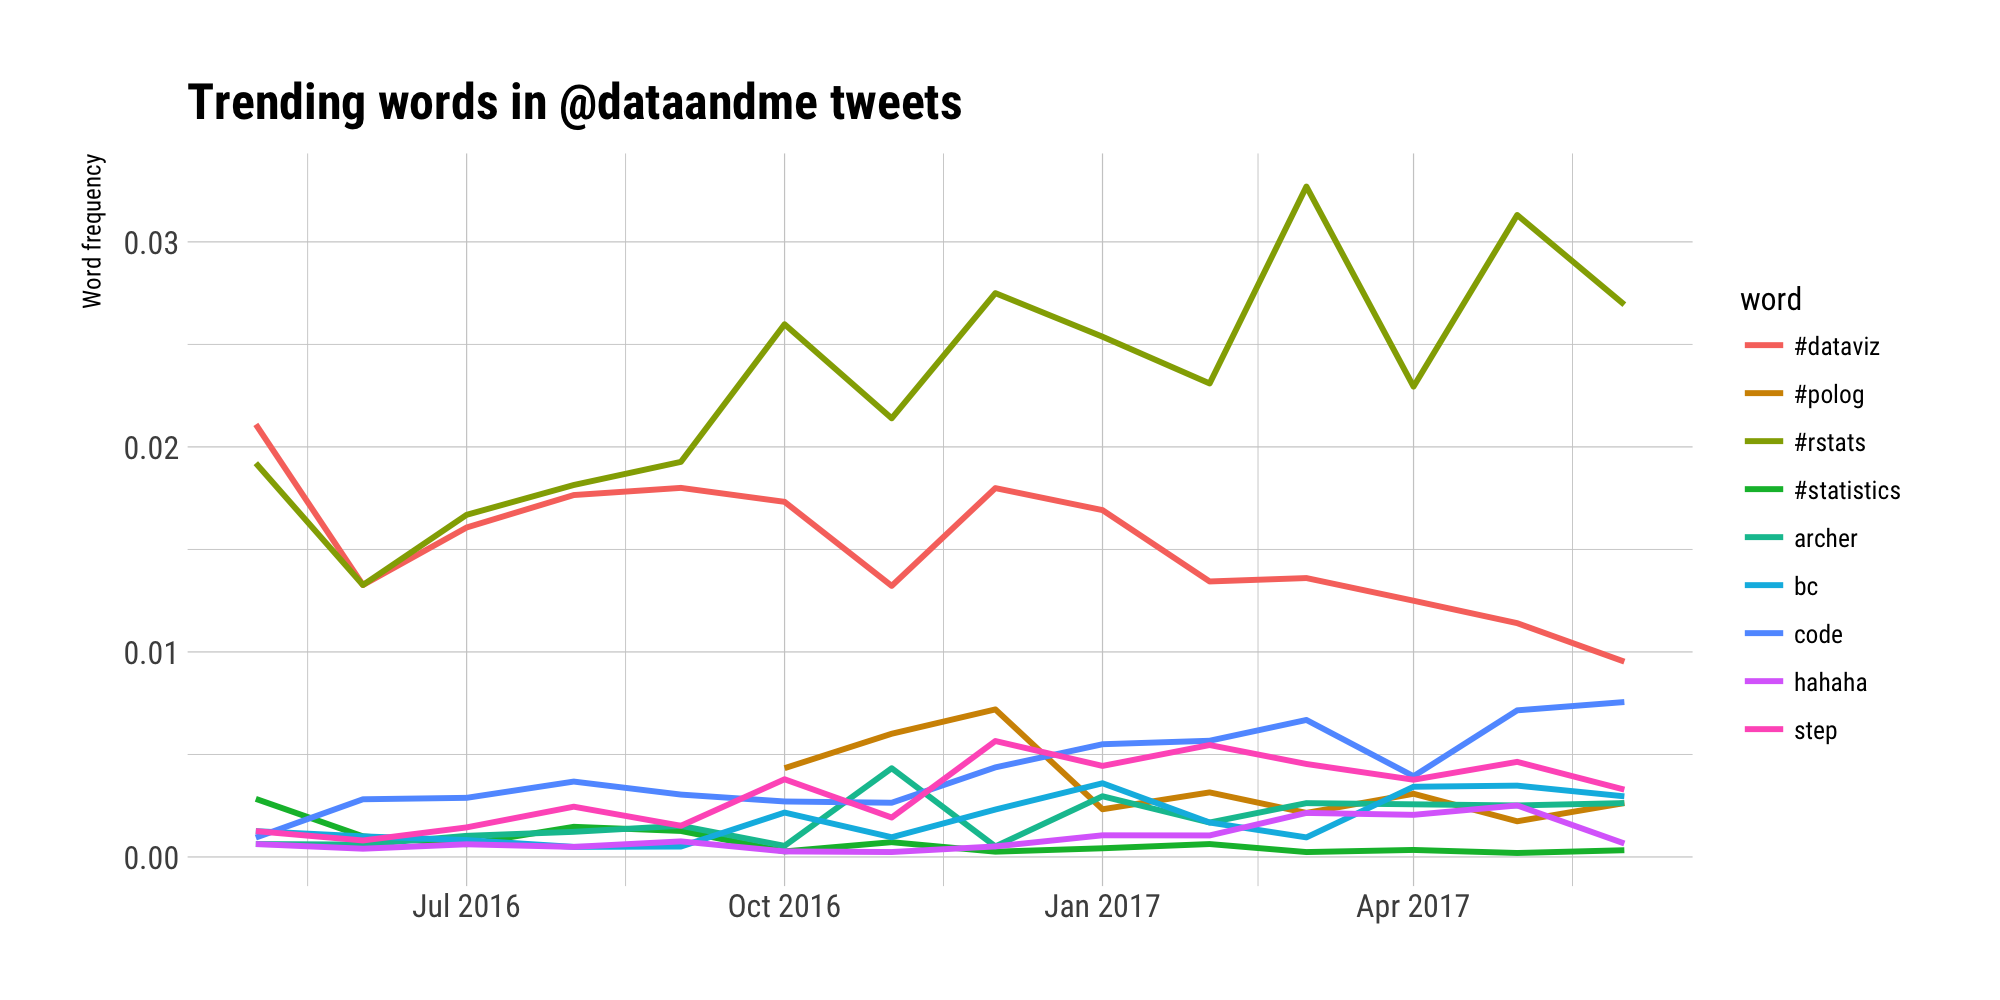 Trending words in @dataandme tweets
Word frequency
0.03
0.02
0.01
0.00
Jul 2016
Oct 2016
Jan 2017
Apr 2017
word
#dataviz
#polog
#rstats
#statistics
archer
bc
code
hahaha
step